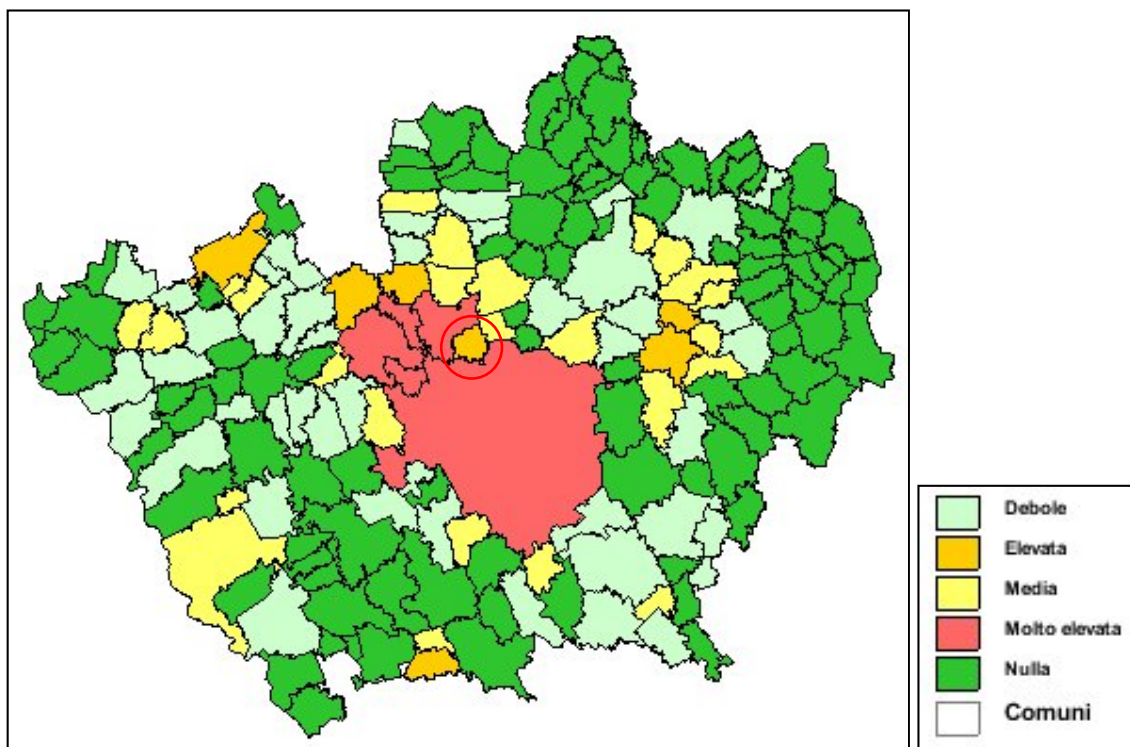 Debole
Elevata
Media
Molto elevata
Nulla
Comuni